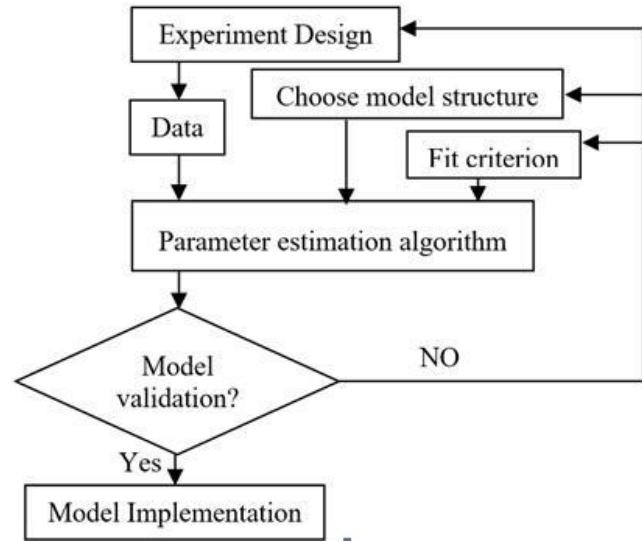 Experiment Design
Choose model structure
Data
Fit criterion
Parameter estimation algorithm
Model
validation?
NO
Yes
Model Implementation